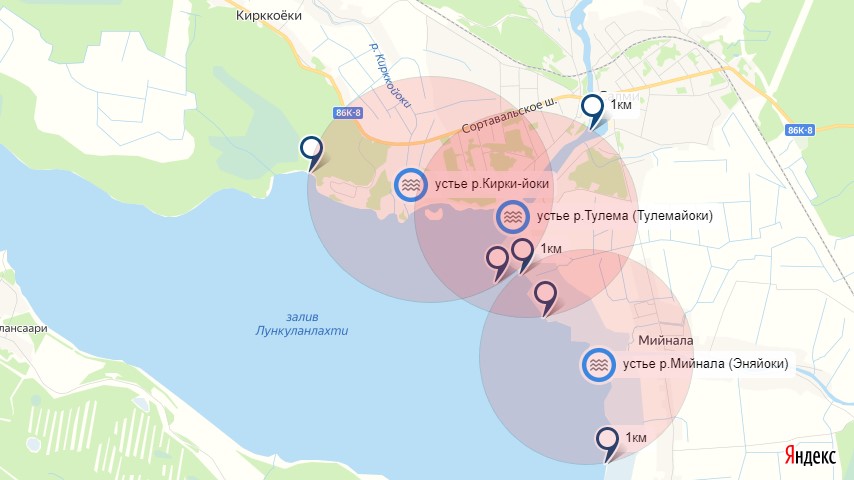 Кирккоёки
р. Кирккойоки
86К-8
Сортавальское ш.
1км
86К-8
устье р.Кирки-йоки
устье р.Тулема (Тулемайоки)
1км
залив
Лункуланлахти
лансаари
Мийнала
устье р.Мийнала (Эняйоки)
1км
Яндекс